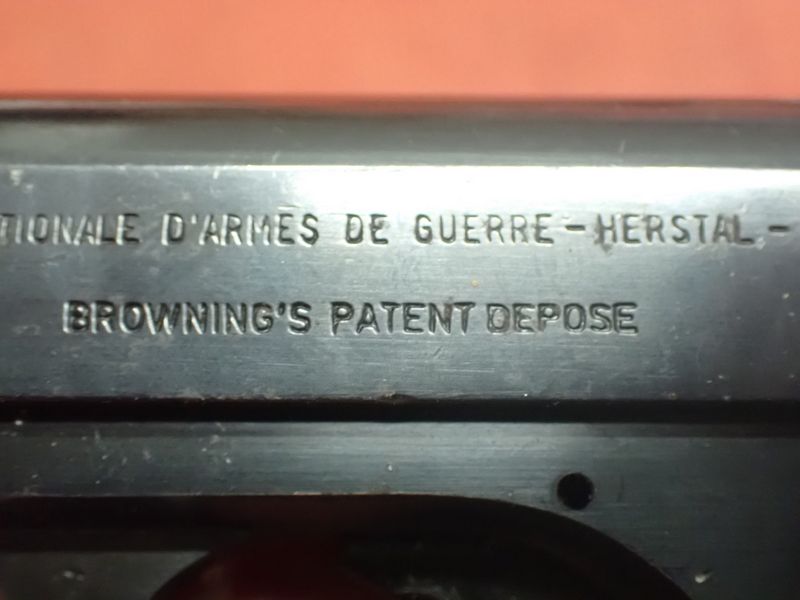 TIONALE D'ARMES DE GUERRE-HERSTAL-
BROWNING'S PATENT DEPOSE